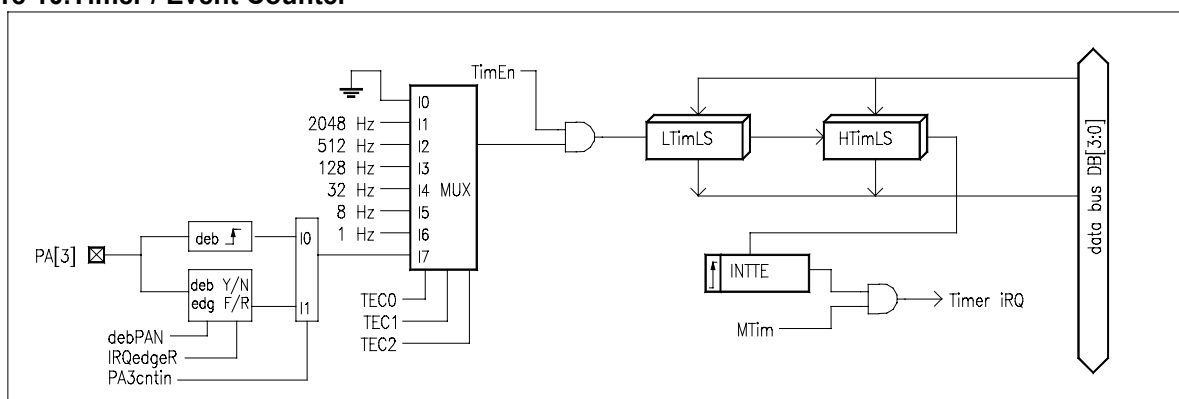 Timer / Event Counter
TimEn
I0
2048 Hz I1
512 Hz I2
128 Hz I3
32 Hz I4 MUX
8 Hz I5
1 Hz I6
I7
LTimLS
HTimLS
data bus DB[3:0]
PA[3]
deb
I0
deb Y/N
edg F/R
I1
debPAN
IRQedgeR
PA3cntin
TEC0
TEC1
TEC2
INTTE
MTim
Timer iRQ